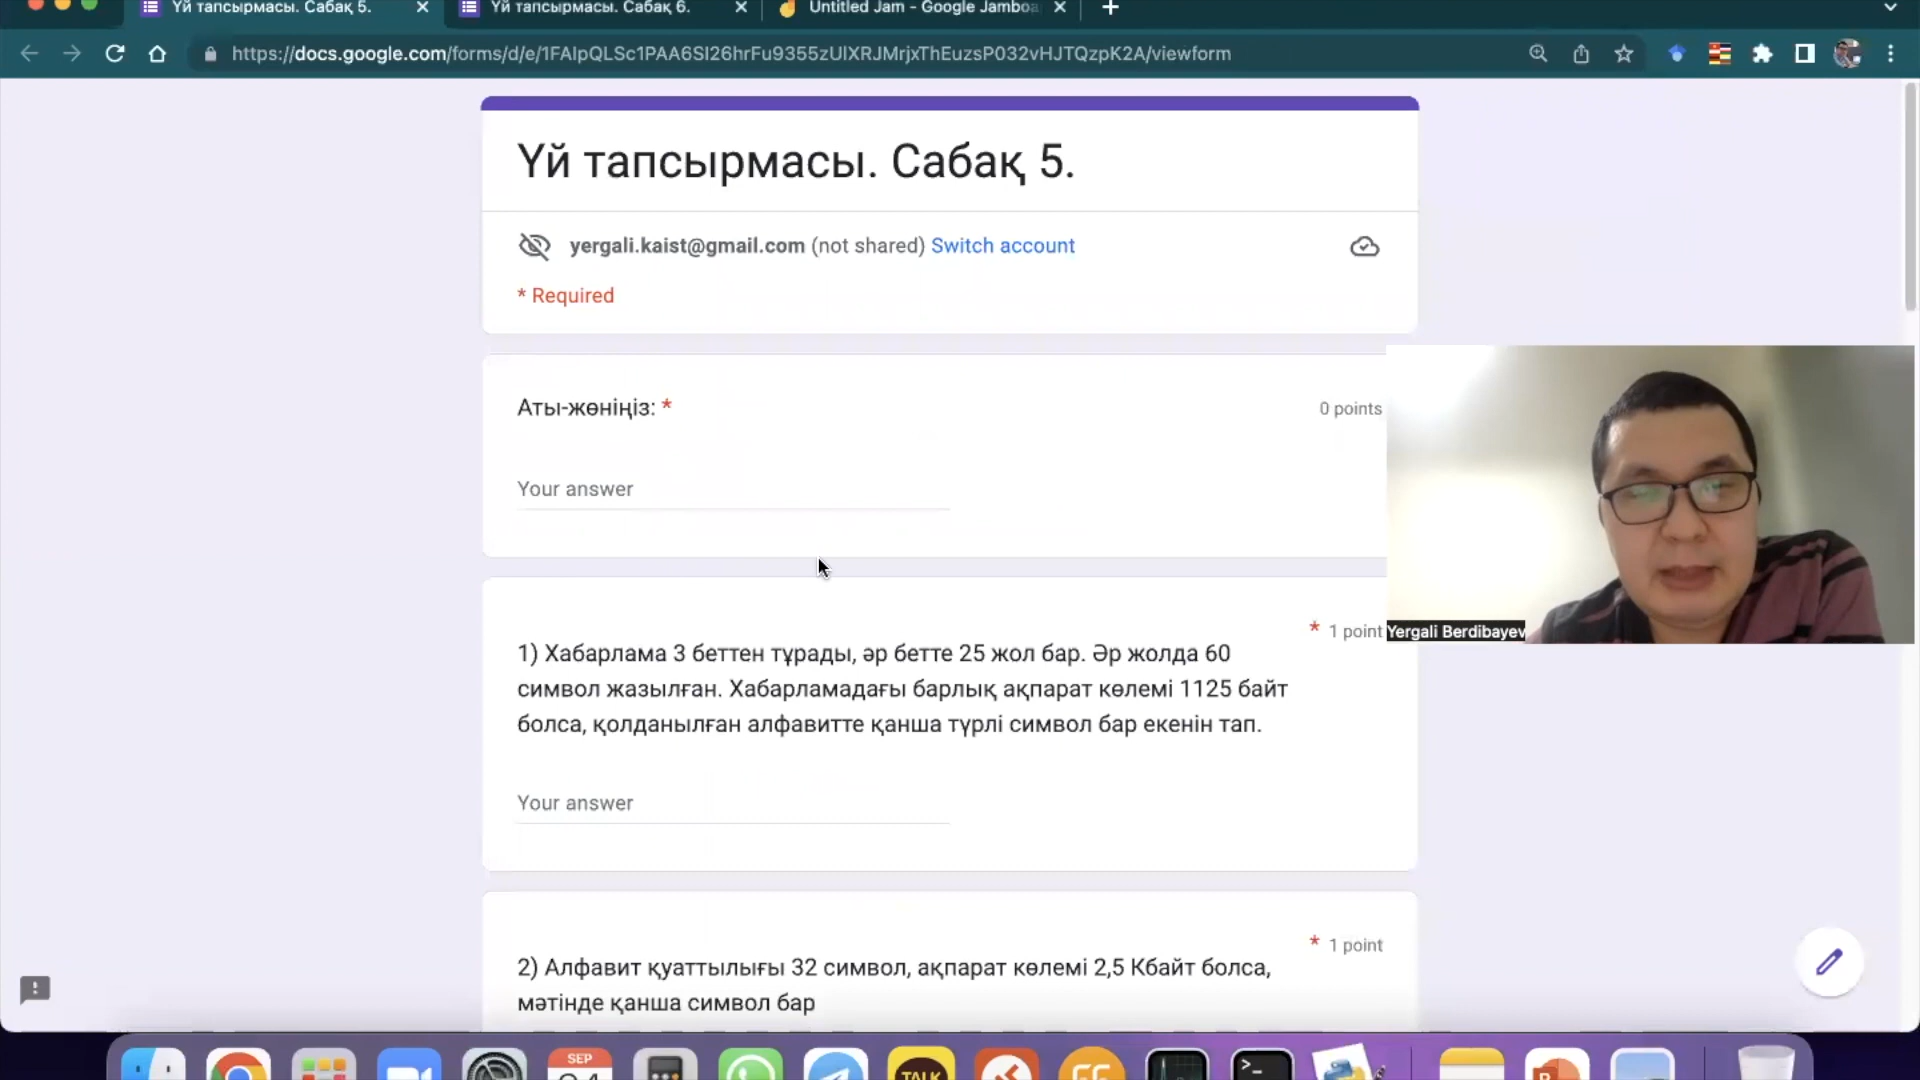 Үй тапсырмасы. Сабақ 5.
Үй тапсырмасы. Сабақ 6.
Untitled Jam - Google Jamboa
https://docs.google.com/forms/d/e/1FAIpQLSc1PAA6SI26hrFu9355zUlXRJMrjxThEuzsP032vHJTQzpK2A/viewform
Үй тапсырмасы. Сабақ 5.
yergali.kaist@gmail.com (not shared) Switch account
* Required
Аты-жөніңіз: *
0 points
Your answer
* 1 point
Yergali Berdibayev
1) Хабарлама 3 беттен тұрады, әр бетте 25 жол бар. Әр жолда 60
символ жазылған. Хабарламадағы барлық ақпарат көлемі 1125 байт
болса, қолданылған алфавитте қанша түрлі символ бар екенін тап.
Your answer
* 1 point
2) Алфавит қуаттылығы 32 символ, ақпарат көлемі 2,5 Кбайт болса,
мәтінде қанша символ бар
SEP
TALK